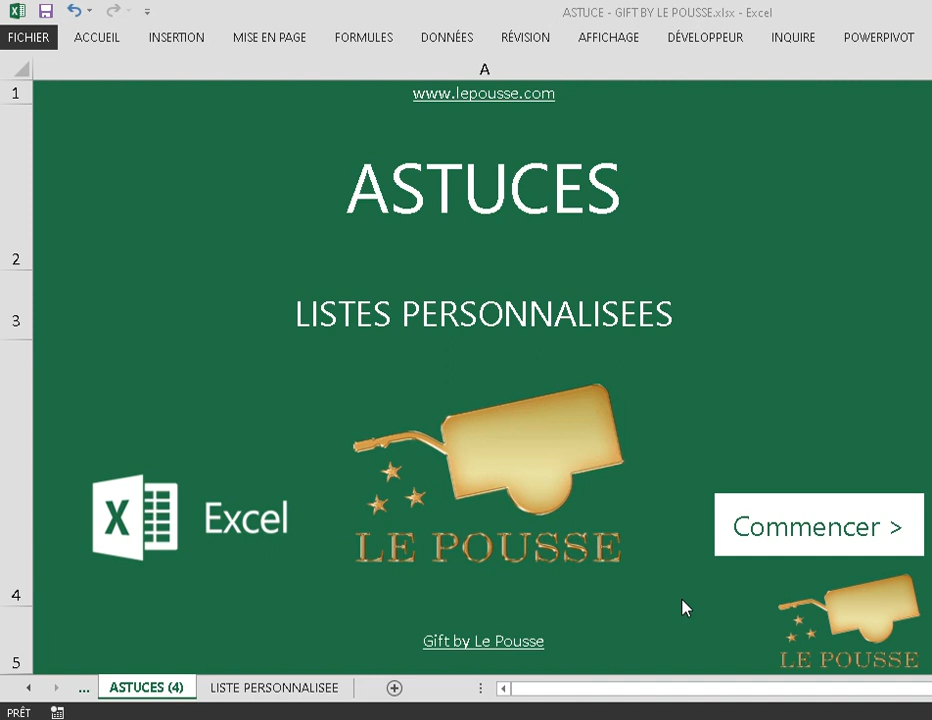 ASTUCE - GIFT BY LE POUSSE.xlsx - Excel
FICHIER ACCUEIL INSERTION MISE EN PAGE FORMULES DONNÉES RÉVISION AFFICHAGE DÉVELOPPEUR INQUIRE POWERPIVOT
A
1
www.lepousse.com
ASTUCES
2
LISTES PERSONNALISEES
3
Excel
LE POUSSE
Commencer >
4
Gift by Le Pousse
LE POUSSE
5
... ASTUCES (4) LISTE PERSONNALISEE
PRÊT